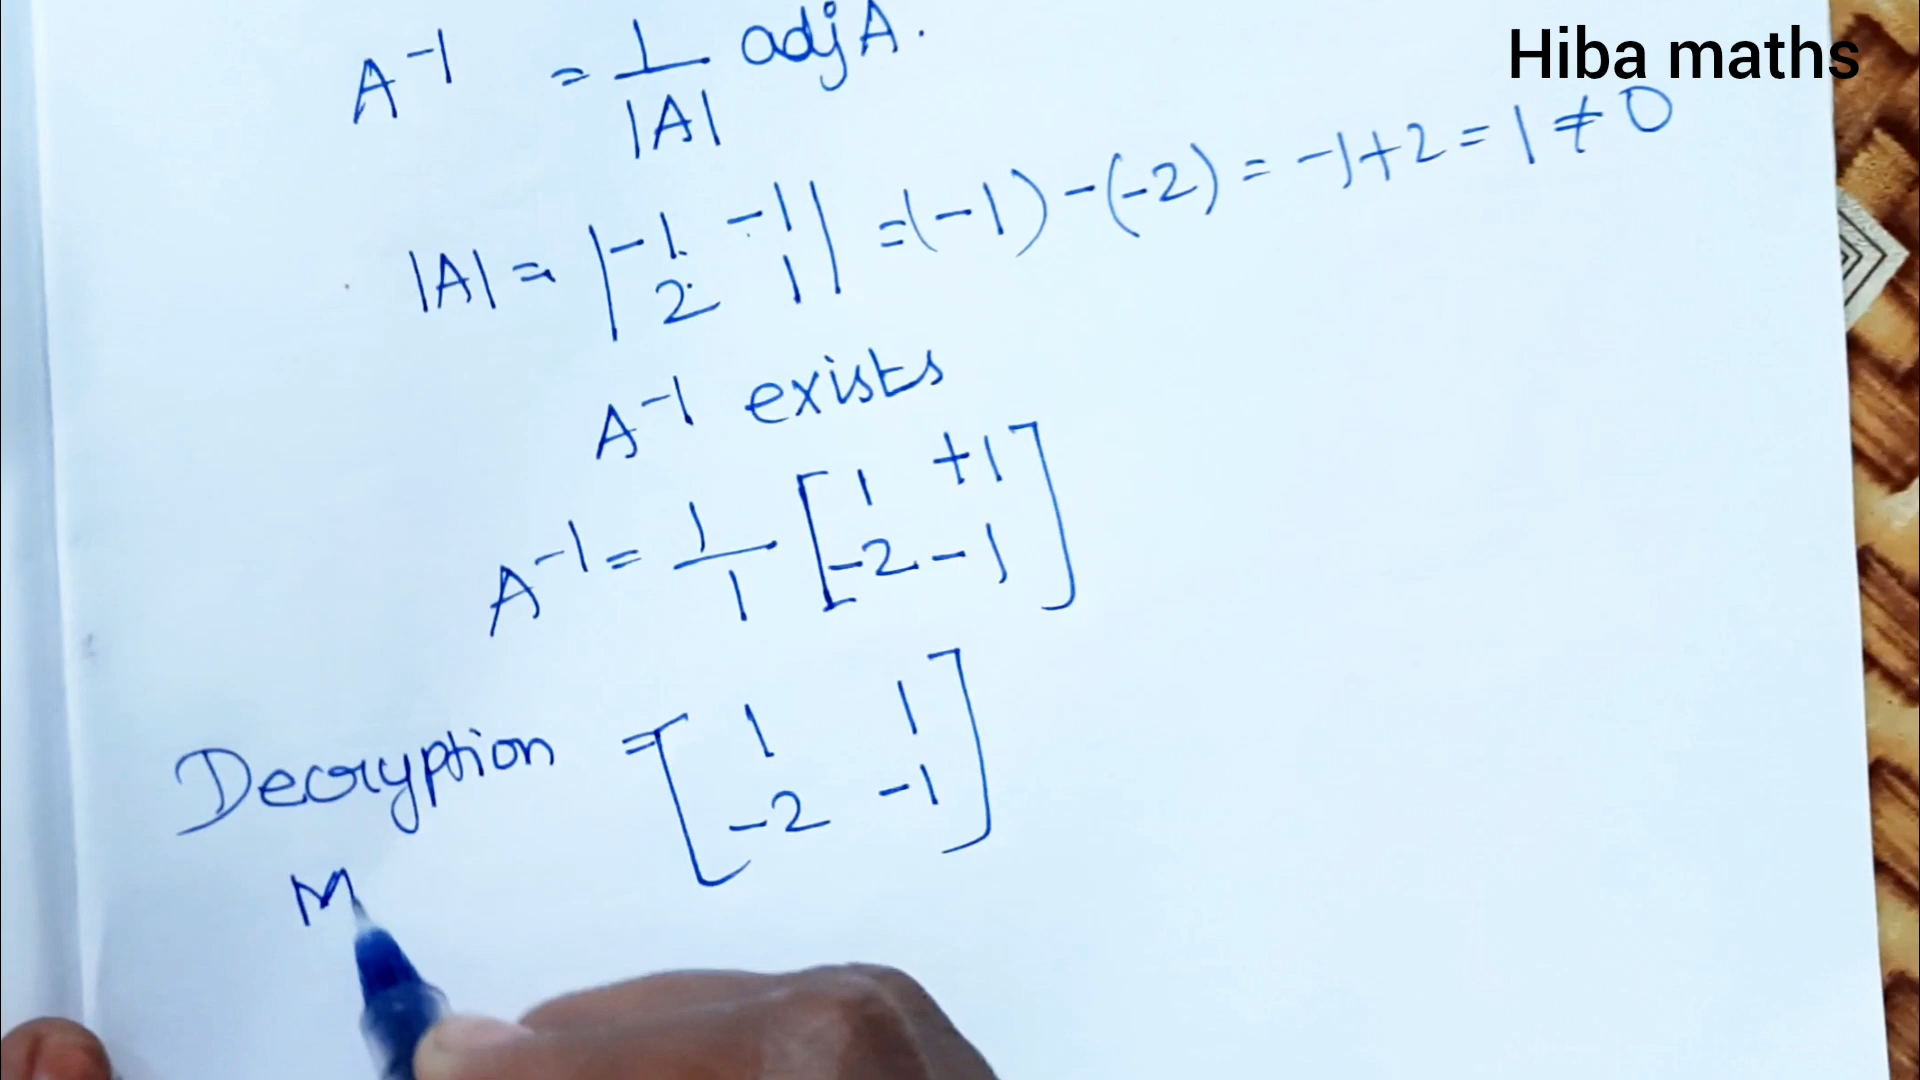 Hiba maths
A⁻¹ = 1/|A| adj A.
|A| = |-1 -1; 2 1| = (-1) - (-2) = -1+2 = 1 ≠ 0
A⁻¹ exists
A⁻¹ = 1/1 [1 +1; -2 -1]
Decryption = [1 1; -2 -1]
M